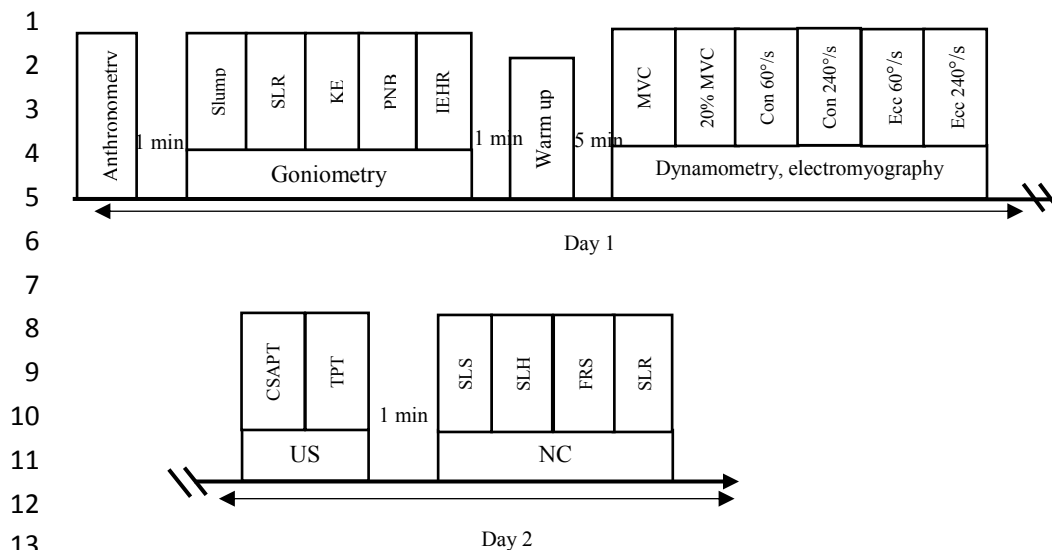 1
2
3
4
5
6
7
8
9
10
11
12
13
Anthropometry
1 min
Slump
SLR
KE
PNB
IEHR
Goniometry
1 min
Warm up
5 min
MVC
20% MVC
Con 60°/s
Con 240°/s
Ecc 60°/s
Ecc 240°/s
Dynamometry, electromyography
Day 1
CSAPT
TPT
US
1 min
SLS
SLH
FRS
SLR
NC
Day 2